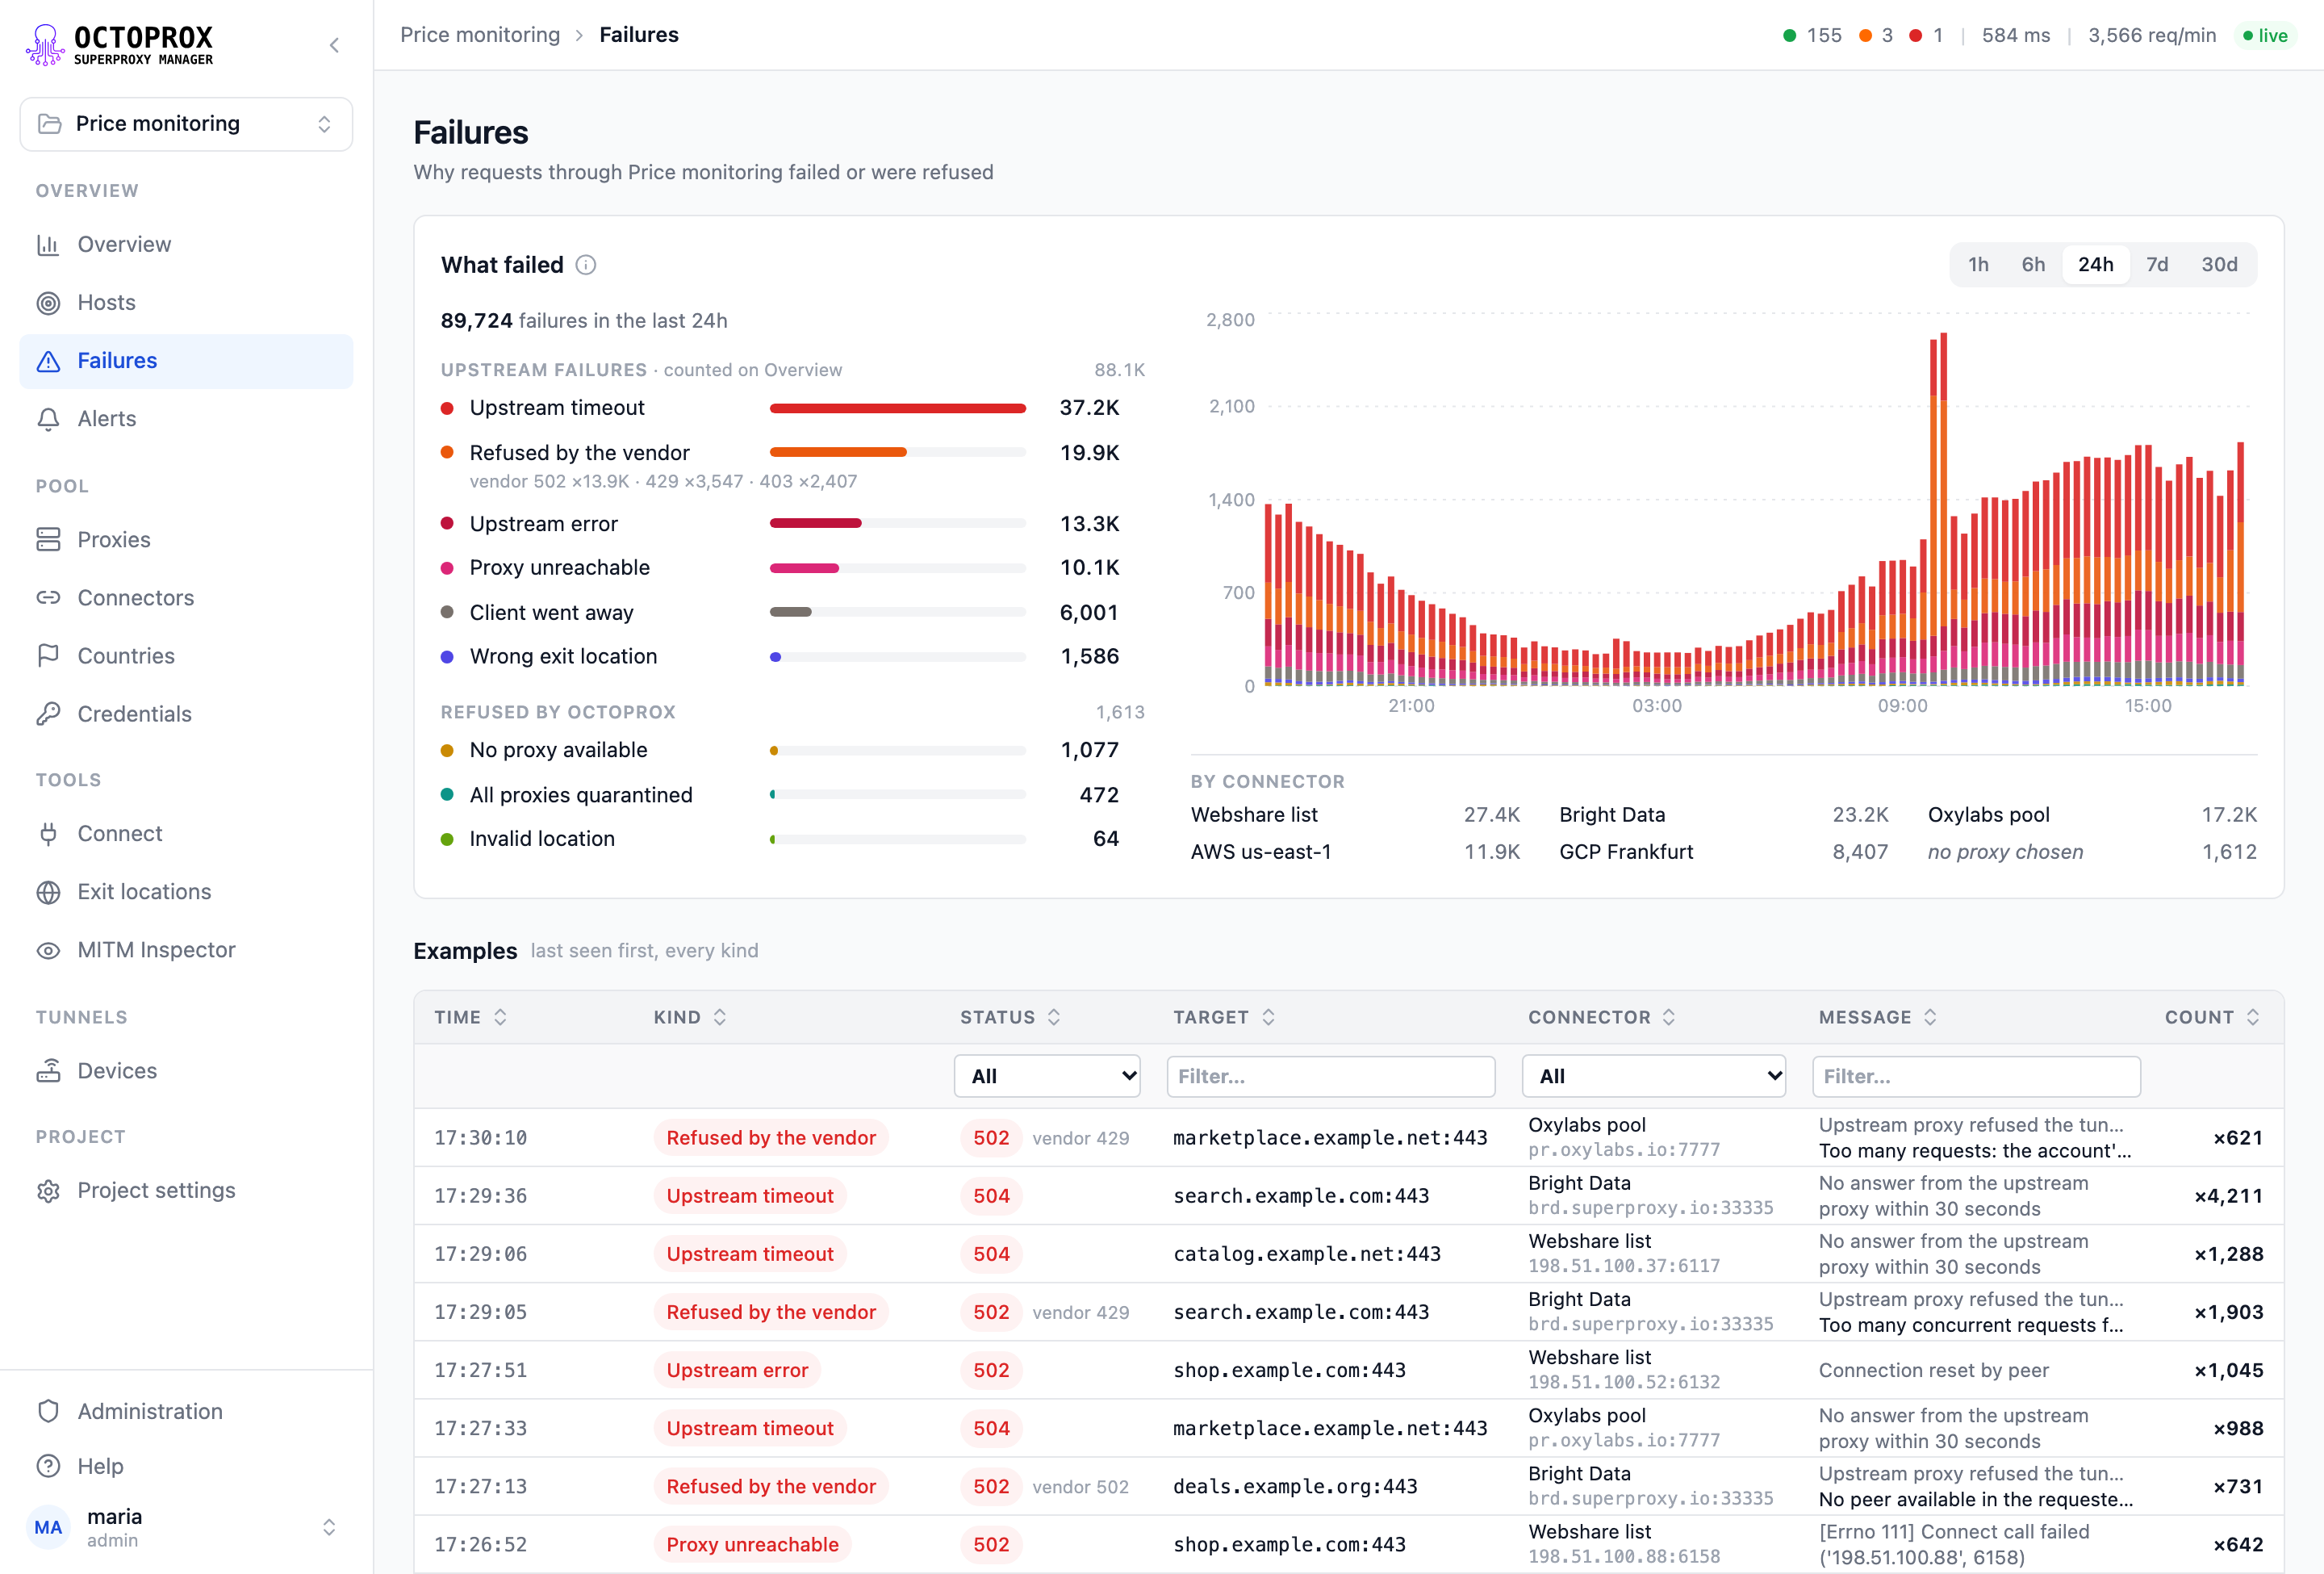 OCTOPROX
SUPERPROXY MANAGER
Price monitoring
OVERVIEW
Overview
Hosts
Failures
Alerts
POOL
Proxies
Connectors
Countries
Credentials
TOOLS
Connect
Exit locations
MITM Inspector
TUNNELS
Devices
PROJECT
Project settings
Administration
Help
MA
maria
admin
Price monitoring > Failures
155 3 1 | 584 ms | 3,566 req/min live
Failures
Why requests through Price monitoring failed or were refused
What failed
1h 6h 24h 7d 30d
89,724 failures in the last 24h
UPSTREAM FAILURES · counted on Overview 88.1K
Upstream timeout 37.2K
Refused by the vendor 19.9K
vendor 502 ×13.9K · 429 ×3,547 · 403 ×2,407
Upstream error 13.3K
Proxy unreachable 10.1K
Client went away 6,001
Wrong exit location 1,586
REFUSED BY OCTOPROX 1,613
No proxy available 1,077
All proxies quarantined 472
Invalid location 64
2,800
2,100
1,400
700
0
21:00 03:00 09:00 15:00
BY CONNECTOR
Webshare list 27.4K Bright Data 23.2K Oxylabs pool 17.2K
AWS us-east-1 11.9K GCP Frankfurt 8,407 no proxy chosen 1,612
Examples last seen first, every kind
TIME KIND STATUS TARGET CONNECTOR MESSAGE COUNT
All Filter... All Filter...
17:30:10 Refused by the vendor 502 vendor 429 marketplace.example.net:443 Oxylabs pool Upstream proxy refused the tun... ×621
pr.oxylabs.io:7777 Too many requests: the account'...
17:29:36 Upstream timeout 504 search.example.com:443 Bright Data No answer from the upstream ×4,211
brd.superproxy.io:33335 proxy within 30 seconds
17:29:06 Upstream timeout 504 catalog.example.net:443 Webshare list No answer from the upstream ×1,288
198.51.100.37:6117 proxy within 30 seconds
17:29:05 Refused by the vendor 502 vendor 429 search.example.com:443 Bright Data Upstream proxy refused the tun... ×1,903
brd.superproxy.io:33335 Too many concurrent requests f...
17:27:51 Upstream error 502 shop.example.com:443 Webshare list Connection reset by peer ×1,045
198.51.100.52:6132
17:27:33 Upstream timeout 504 marketplace.example.net:443 Oxylabs pool No answer from the upstream ×988
pr.oxylabs.io:7777 proxy within 30 seconds
17:27:13 Refused by the vendor 502 vendor 502 deals.example.org:443 Bright Data Upstream proxy refused the tun... ×731
brd.superproxy.io:33335 No peer available in the requeste...
17:26:52 Proxy unreachable 502 shop.example.com:443 Webshare list [Errno 111] Connect call failed ×642
198.51.100.88:6158 ('198.51.100.88', 6158)